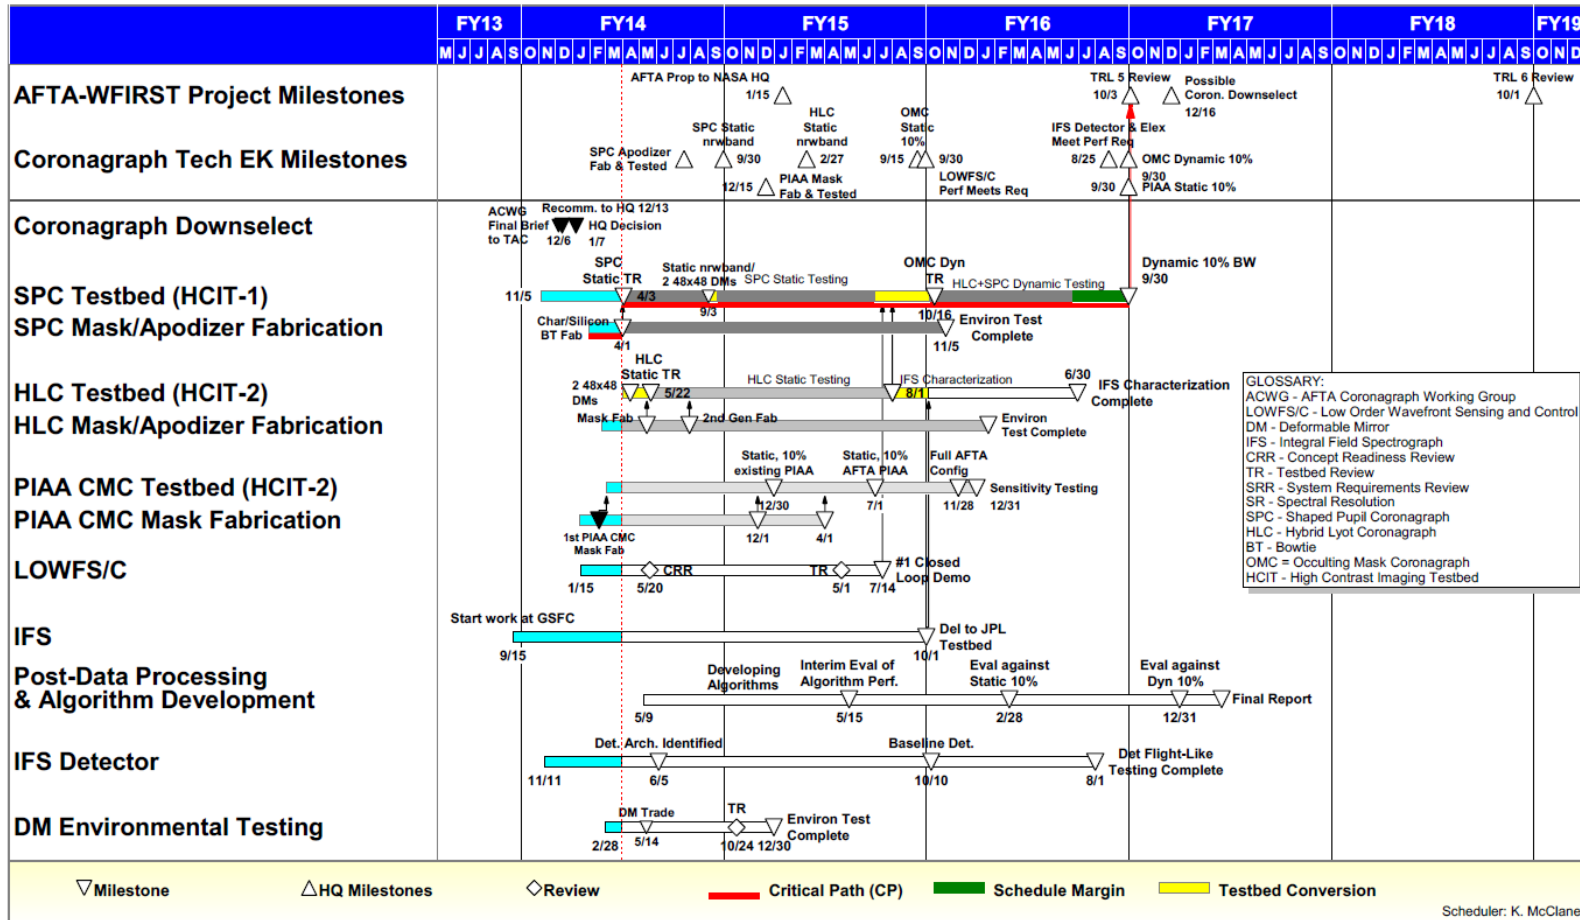 FY13 FY14 FY15 FY16 FY17 FY18 FY19
M J J A S O N D J F M A M J J A S O N D J F M A M J J A S O N D J F M A M J J A S O N D J F M A M J J A S O N D J F M A M J J A S O N D
AFTA-WFIRST Project Milestones
AFTA Prop to NASA HQ
1/15
TRL 5 Review
10/3
Possible
Coron. Downselect
12/16
TRL 6 Review
10/1
Coronagraph Tech EK Milestones
SPC Apodizer
Fab & Tested
SPC Static
nrwband
9/30
12/15
PIAA Mask
Fab & Tested
HLC
Static
nrwband
2/27
OMC
Static
10%
9/15
9/30
LOWFS/C
Perf Meets Req
IFS Detector & Elex
Meet Perf Req
8/25
OMC Dynamic 10%
9/30
9/30
PIAA Static 10%
Coronagraph Downselect
ACWG
Final Brief
to TAC
12/6
Recomm. to HQ 12/13
HQ Decision
1/7
SPC Testbed (HCIT-1)
11/5
SPC
Static TR
4/3
Static nrwband/
2 48x48 DMs
9/3
SPC Static Testing
OMC Dyn
TR
10/16
HLC+SPC Dynamic Testing
Dynamic 10% BW
9/30
SPC Mask/Apodizer Fabrication
Char/Silicon
BT Fab
4/1
11/5
Environ Test
Complete
HLC Testbed (HCIT-2)
2 48x48
DMs
HLC
Static TR
5/22
HLC Static Testing
8/1
IFS Characterization
6/30
IFS Characterization
Complete
HLC Mask/Apodizer Fabrication
Mask Fab
2nd Gen Fab
Environ
Test Complete
PIAA CMC Testbed (HCIT-2)
Static, 10%
existing PIAA
12/30
Static, 10%
AFTA PIAA
7/1
Full AFTA
Config
11/28
12/31
Sensitivity Testing
PIAA CMC Mask Fabrication
1st PIAA CMC
Mask Fab
12/1
4/1
LOWFS/C
1/15
CRR
5/20
TR
5/1
7/14
#1 Closed
Loop Demo
IFS
Start work at GSFC
9/15
10/1
Del to JPL
Testbed
Post-Data Processing
& Algorithm Development
5/9
Developing
Algorithms
Interim Eval of
Algorithm Perf.
5/15
Eval against
Static 10%
2/28
Eval against
Dyn 10%
12/31
Final Report
IFS Detector
11/11
Det. Arch. Identified
6/5
Baseline Det.
10/10
8/1
Det Flight-Like
Testing Complete
DM Environmental Testing
2/28
DM Trade
5/14
TR
10/24
12/30
Environ Test
Complete
GLOSSARY:
ACWG - AFTA Coronagraph Working Group
LOWFS/C - Low Order Wavefront Sensing and Control
DM - Deformable Mirror
IFS - Integral Field Spectrograph
CRR - Concept Readiness Review
TR - Testbed Review
SRR - System Requirements Review
SR - Spectral Resolution
SPC - Shaped Pupil Coronagraph
HLC - Hybrid Lyot Coronagraph
BT - Bowtie
OMC = Occulting Mask Coronagraph
HCIT - High Contrast Imaging Testbed
Milestone
HQ Milestones
Review
Critical Path (CP)
Schedule Margin
Testbed Conversion
Scheduler: K. McClane